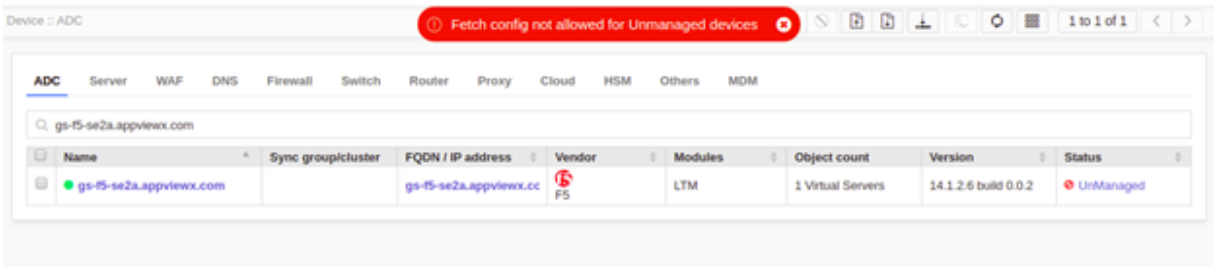 Device :: ADC
Fetch config not allowed for Unmanaged devices
1 to 1 of 1
ADC Server WAF DNS Firewall Switch Router Proxy Cloud HSM Others MDM
gs-f5-se2a.appviewx.com
Name Sync group/cluster FQDN / IP address Vendor Modules Object count Version Status
gs-f5-se2a.appviewx.com gs-f5-se2a.appviewx.cc F5 LTM 1 Virtual Servers 14.1.2.6 build 0.0.2 UnManaged